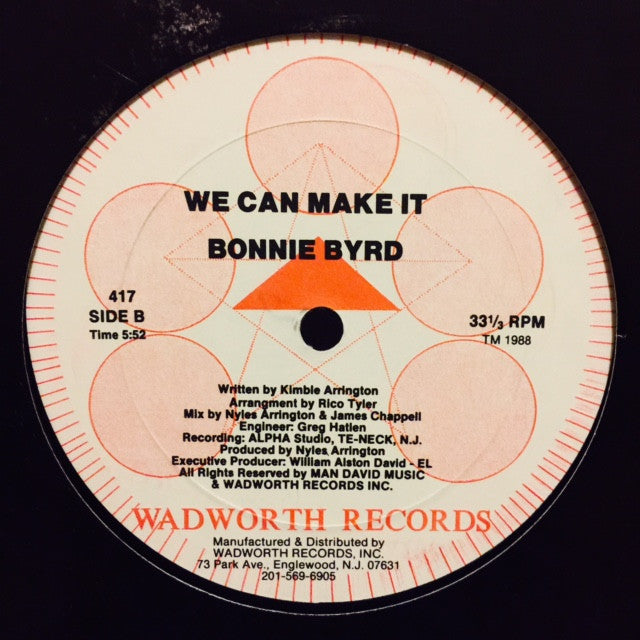 WE CAN MAKE IT
BONNIE BYRD
417
SIDE B
Time 5:52
33 1/3 RPM
TM 1988
Written by Kimble Arrington
Arrangment by Rico Tyler
Mix by Nyles Arrington & James Chappell
Engineer: Greg Hatlen
Recording: ALPHA Studio, TE-NECK, N.J.
Produced by Nyles Arrington
Executive Producer: William Alston David - EL
All Rights Reserved by MAN DAVID MUSIC
& WADWORTH RECORDS INC.
WADWORTH RECORDS
Manufactured & Distributed by
WADWORTH RECORDS, INC.
73 Park Ave., Englewood, N.J. 07631
201-569-6905